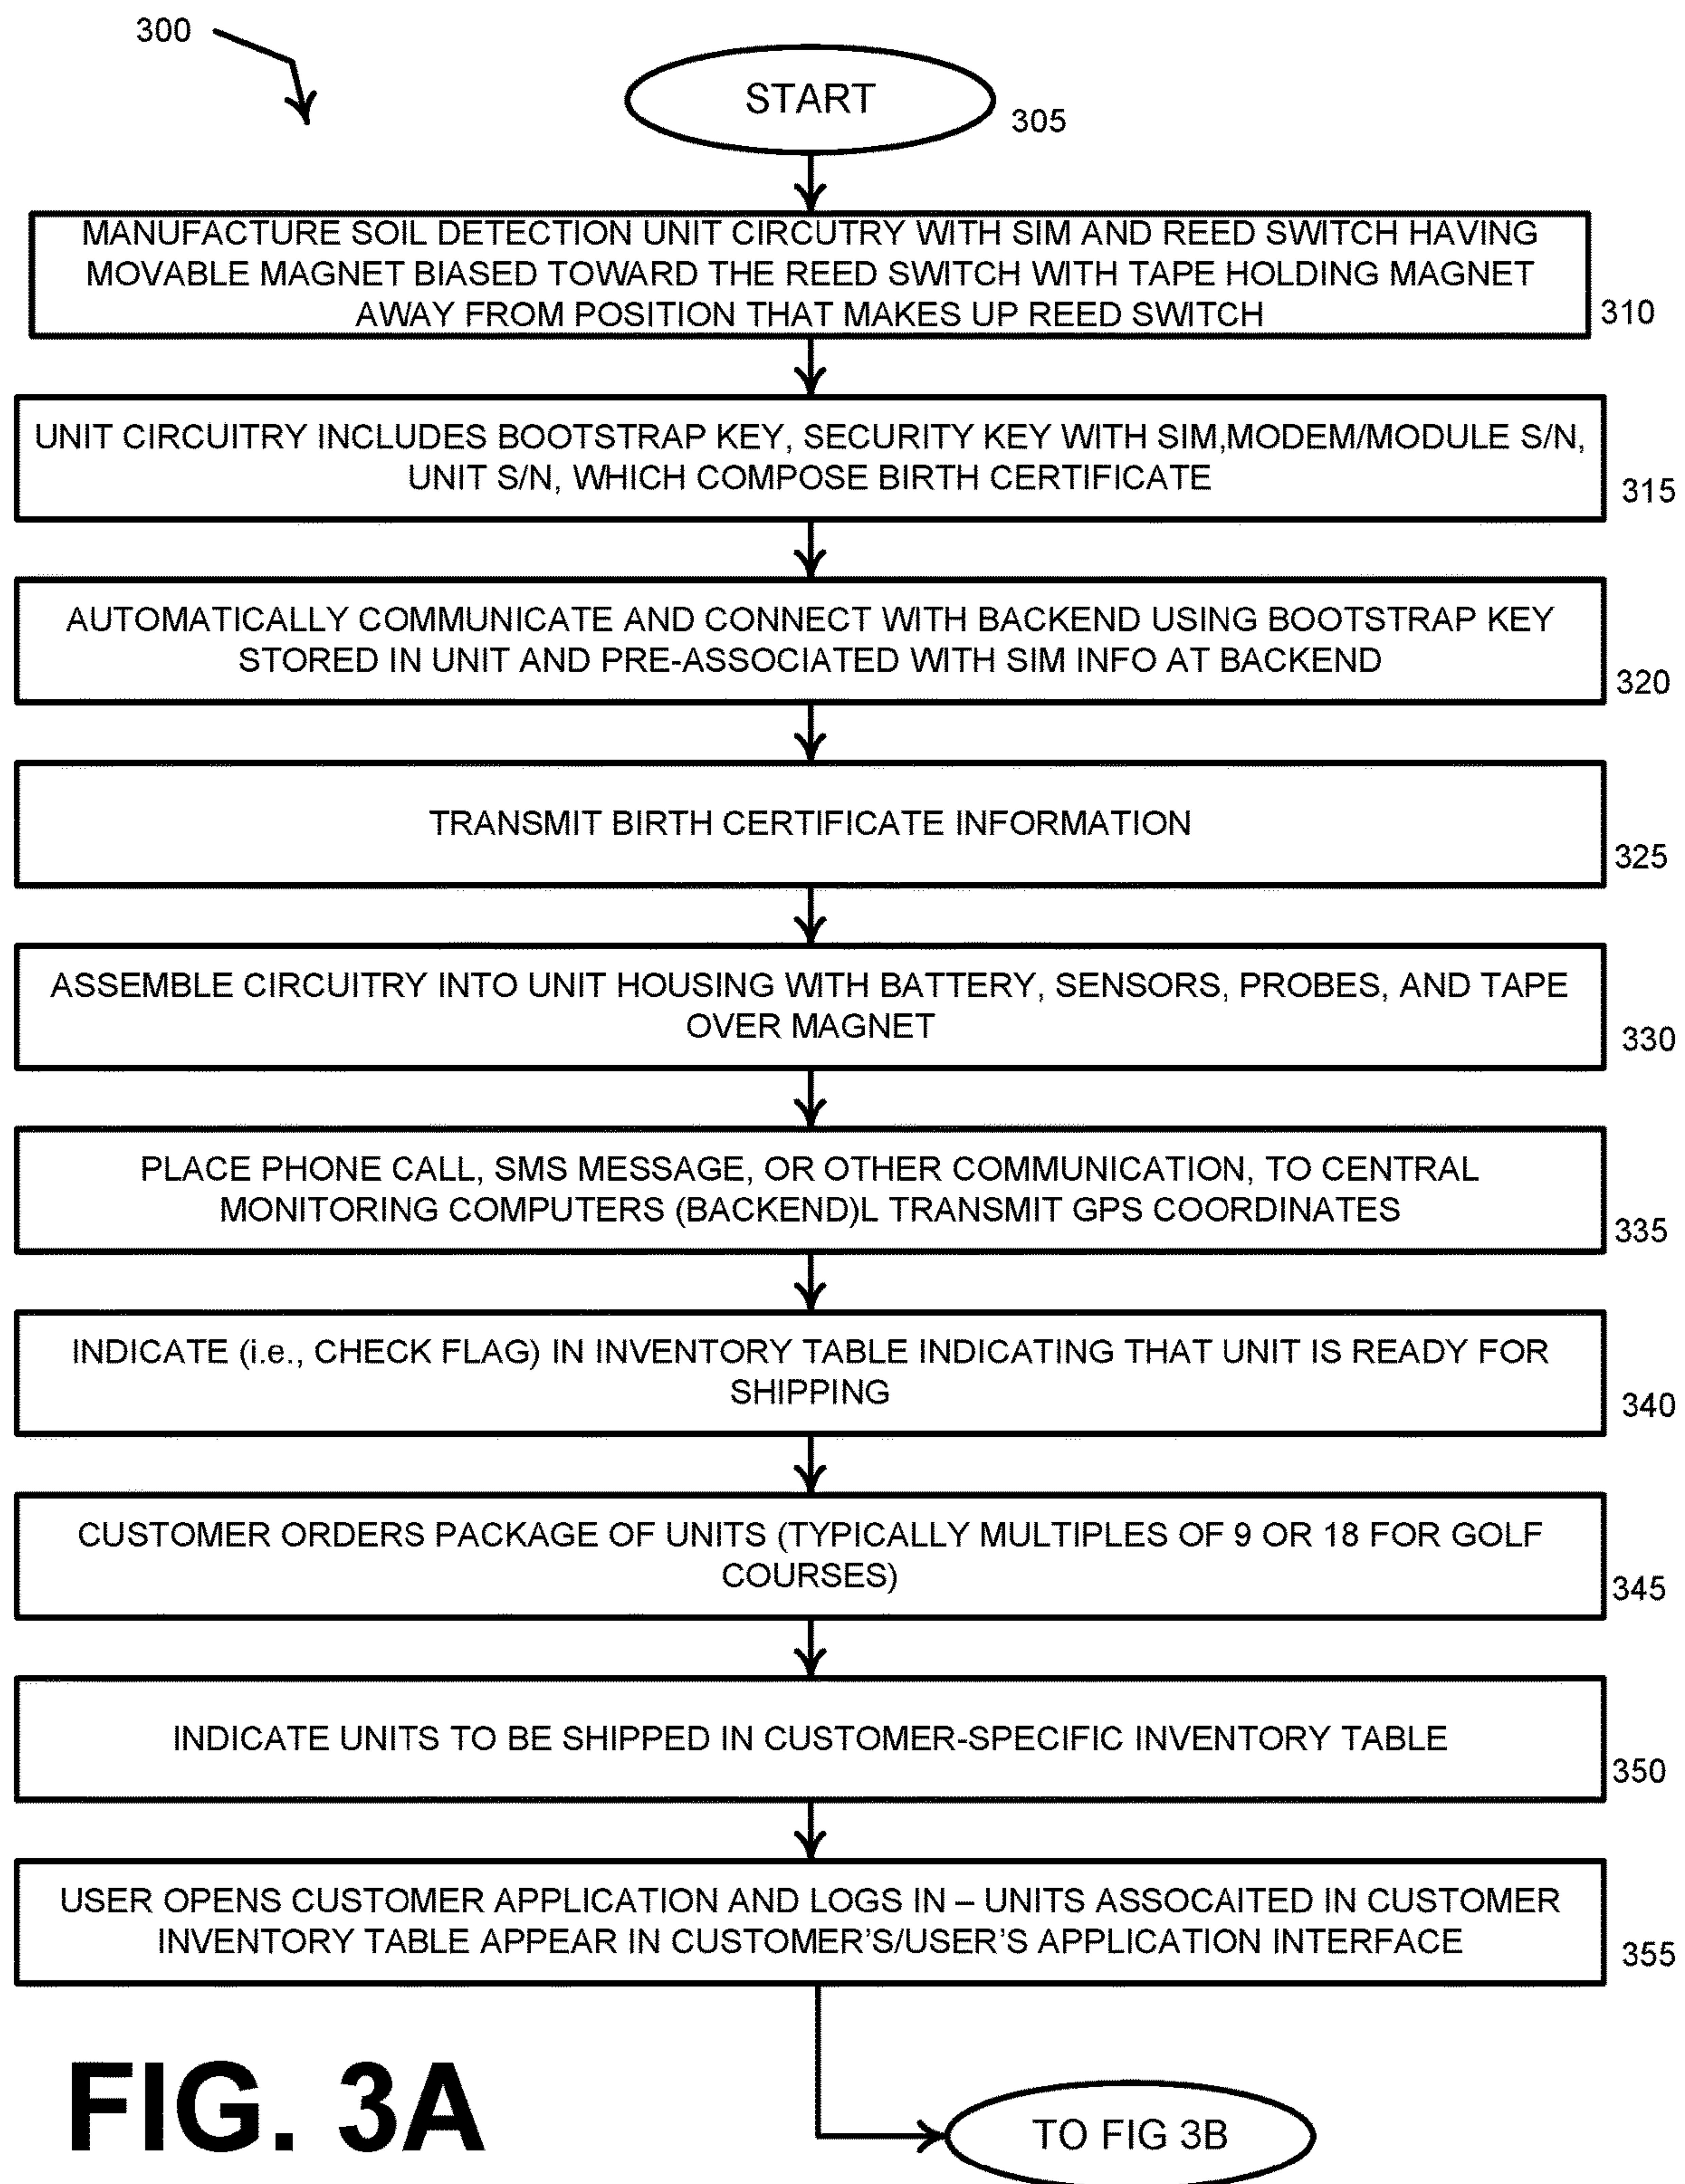 300
START
305
MANUFACTURE SOIL DETECTION UNIT CIRCUTRY WITH SIM AND REED SWITCH HAVING
MOVABLE MAGNET BIASED TOWARD THE REED SWITCH WITH TAPE HOLDING MAGNET
AWAY FROM POSITION THAT MAKES UP REED SWITCH
310
UNIT CIRCUITRY INCLUDES BOOTSTRAP KEY, SECURITY KEY WITH SIM,MODEM/MODULE S/N,
UNIT S/N, WHICH COMPOSE BIRTH CERTIFICATE
315
AUTOMATICALLY COMMUNICATE AND CONNECT WITH BACKEND USING BOOTSTRAP KEY
STORED IN UNIT AND PRE-ASSOCIATED WITH SIM INFO AT BACKEND
320
TRANSMIT BIRTH CERTIFICATE INFORMATION
325
ASSEMBLE CIRCUITRY INTO UNIT HOUSING WITH BATTERY, SENSORS, PROBES, AND TAPE
OVER MAGNET
330
PLACE PHONE CALL, SMS MESSAGE, OR OTHER COMMUNICATION, TO CENTRAL
MONITORING COMPUTERS (BACKEND)L TRANSMIT GPS COORDINATES
335
INDICATE (i.e., CHECK FLAG) IN INVENTORY TABLE INDICATING THAT UNIT IS READY FOR
SHIPPING
340
CUSTOMER ORDERS PACKAGE OF UNITS (TYPICALLY MULTIPLES OF 9 OR 18 FOR GOLF
COURSES)
345
INDICATE UNITS TO BE SHIPPED IN CUSTOMER-SPECIFIC INVENTORY TABLE
350
USER OPENS CUSTOMER APPLICATION AND LOGS IN – UNITS ASSOCAITED IN CUSTOMER
INVENTORY TABLE APPEAR IN CUSTOMER'S/USER'S APPLICATION INTERFACE
355
FIG. 3A
TO FIG 3B